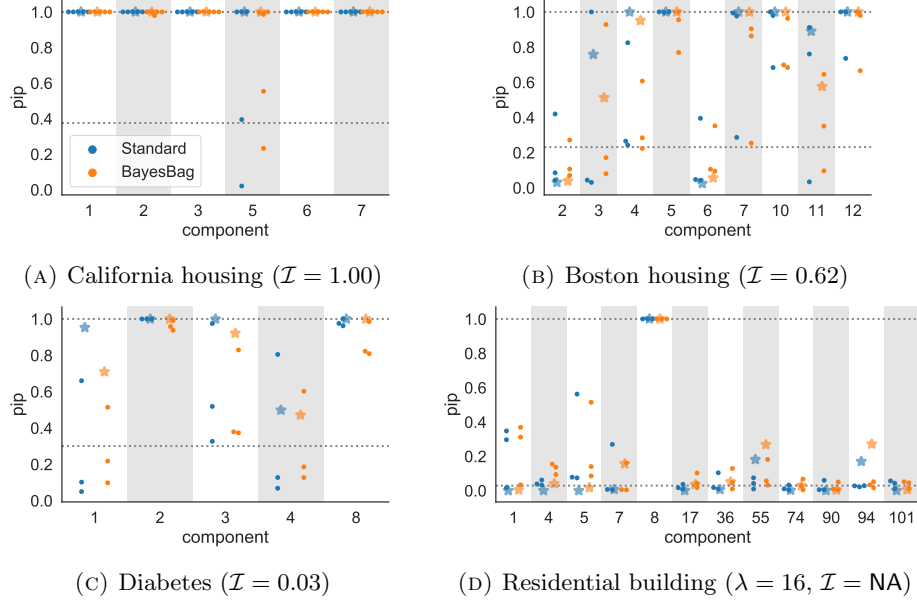 1.0
0.8
0.6
0.4
0.2
0.0
pip
Standard
BayesBag
1 2 3 5 6 7
component
(A) California housing (ℐ = 1.00)
1.0
0.8
0.6
0.4
0.2
0.0
pip
2 3 4 5 6 7 10 11 12
component
(B) Boston housing (ℐ = 0.62)
1.0
0.8
0.6
0.4
0.2
0.0
pip
1 2 3 4 8
component
(C) Diabetes (ℐ = 0.03)
1.0
0.8
0.6
0.4
0.2
0.0
pip
1 4 5 7 8 17 36 55 74 90 94 101
component
(D) Residential building (λ = 16, ℐ = NA)